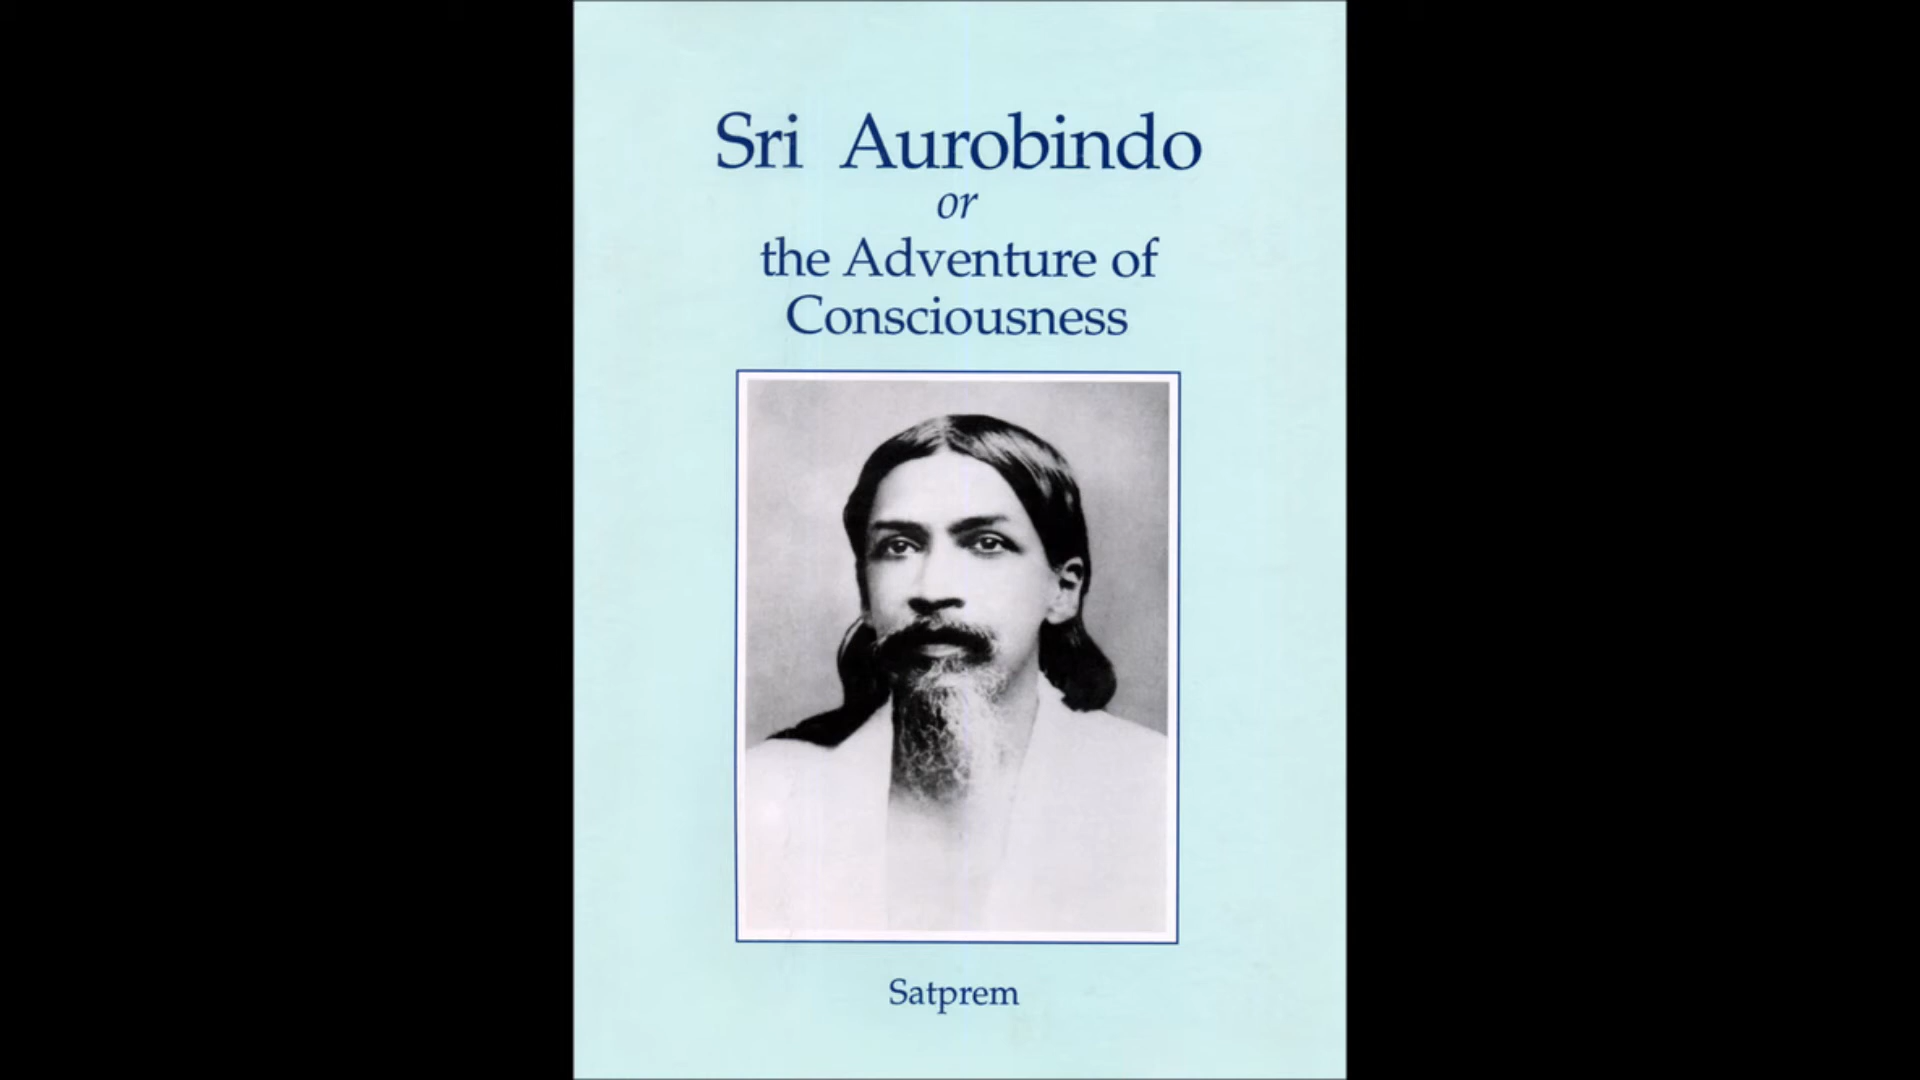 Sri Aurobindo
or
the Adventure of
Consciousness
Satprem